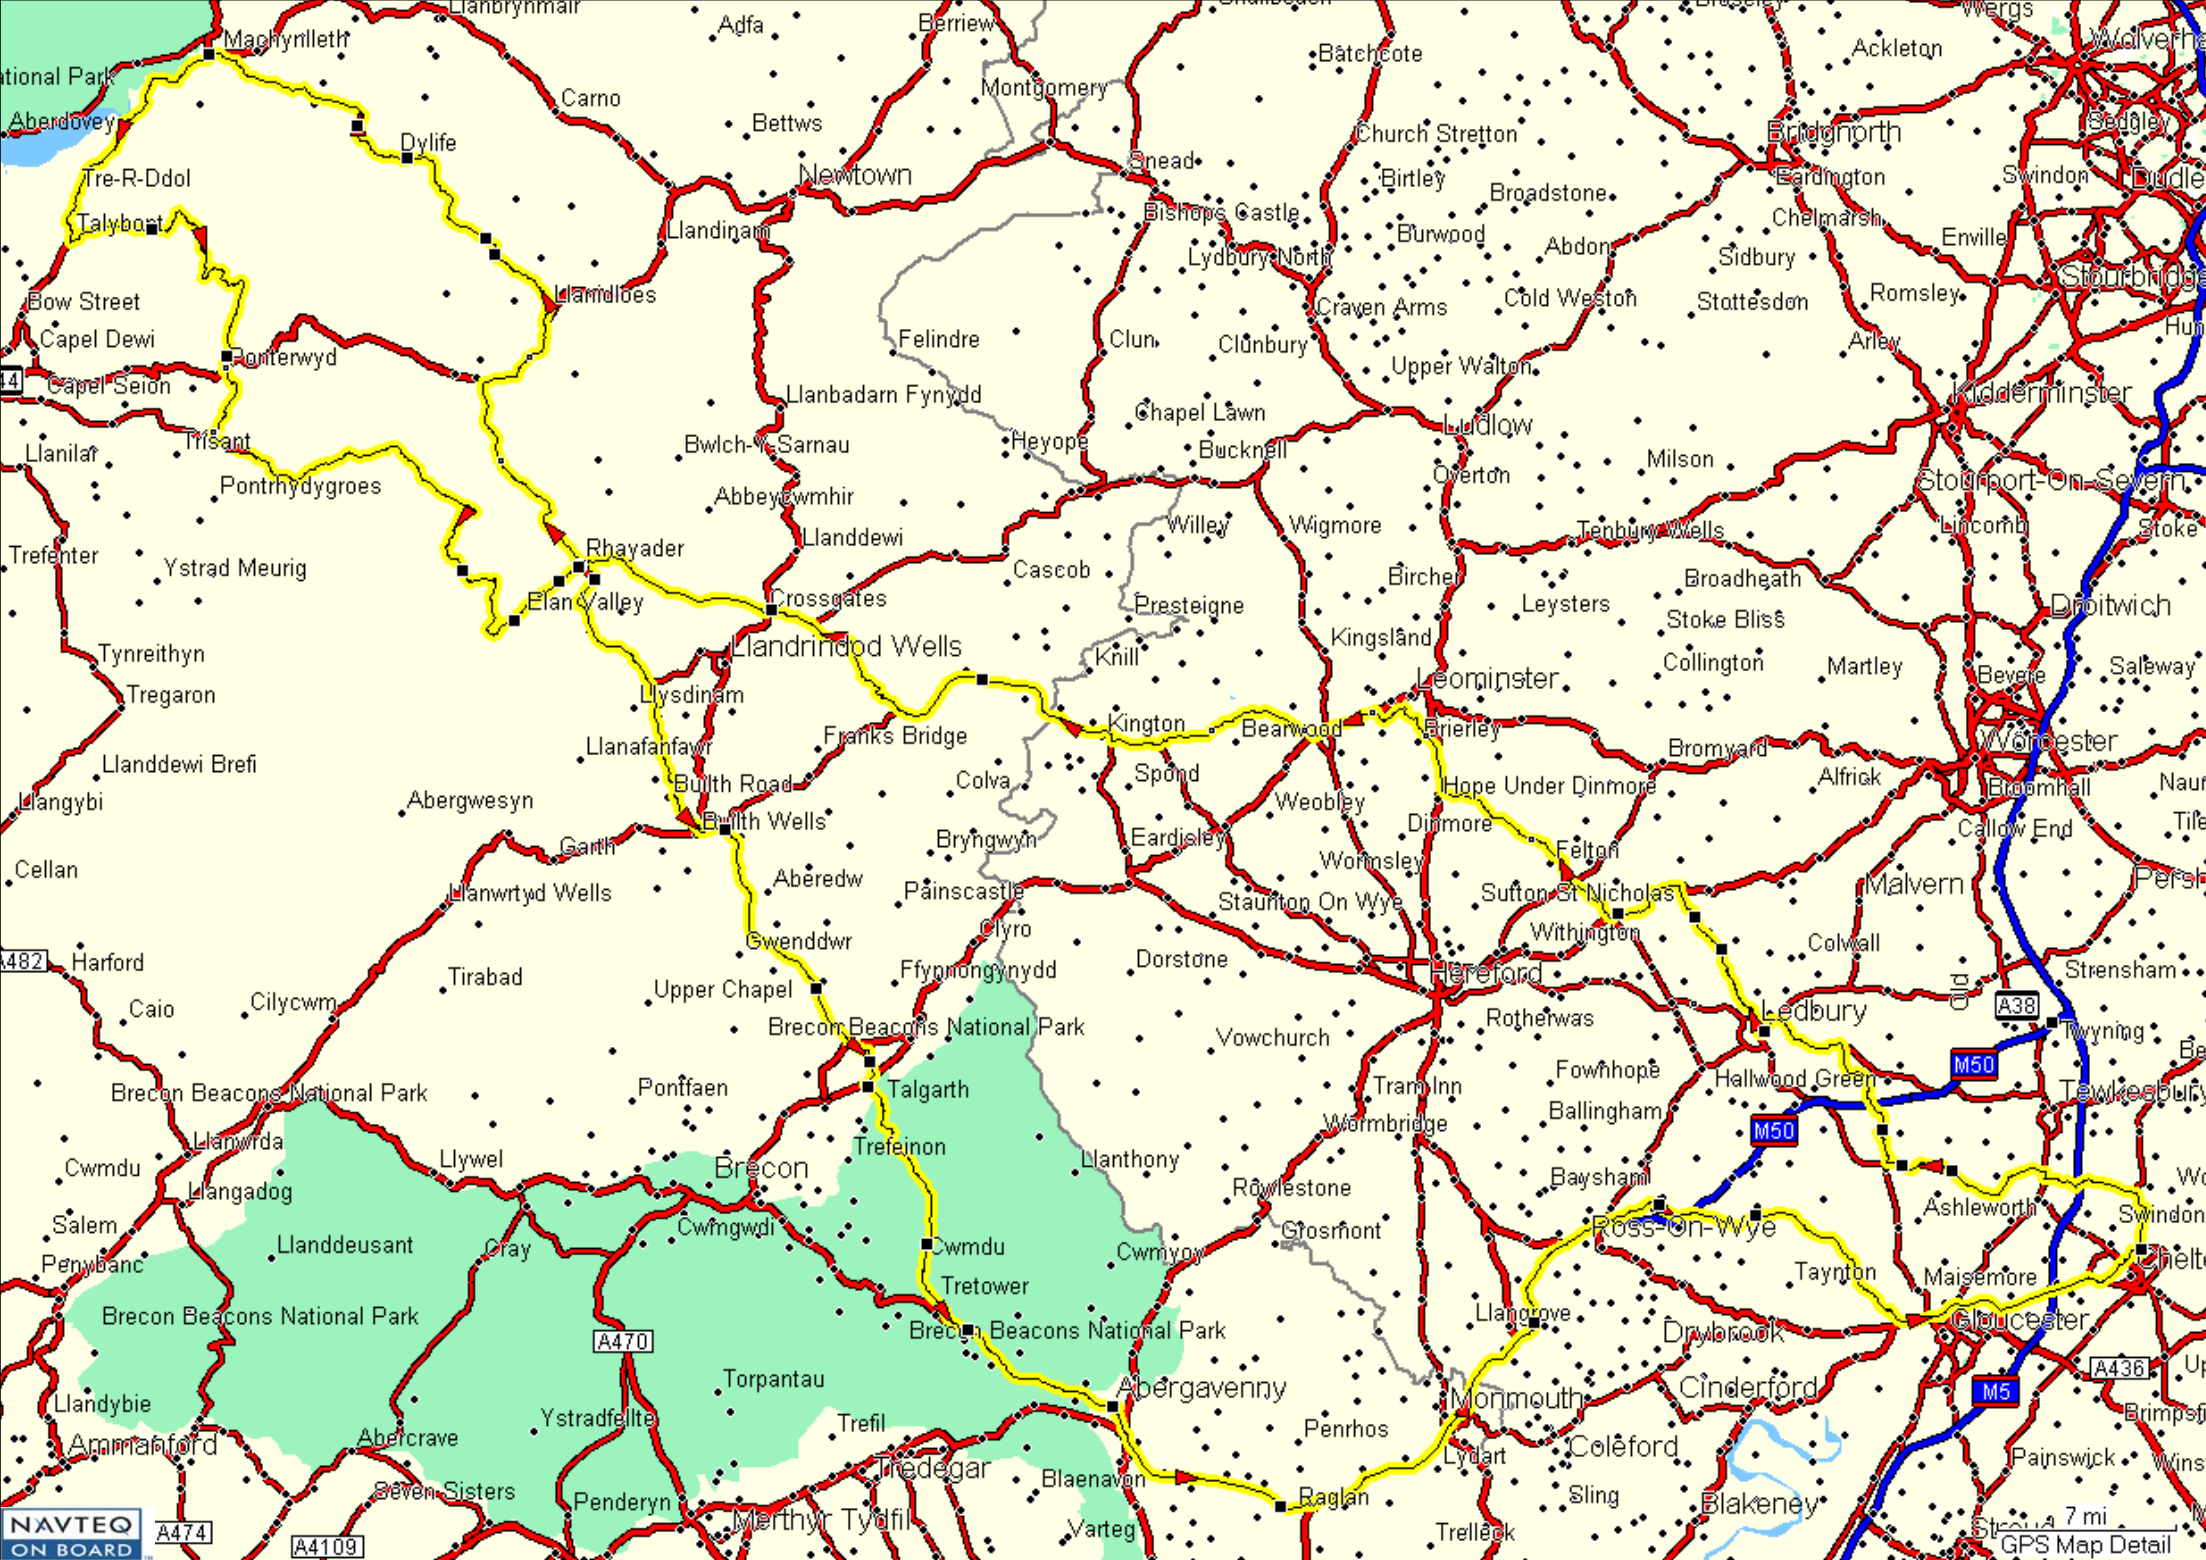 Llanbrynmair
Adfa
Berriew
Wergs
Machynlleth
Batchcote
Ackleton
ational Park
Montgomery
Carno
Aberdovey
Bettws
Church Stretton
Bridgnorth
Sedgley
Dylife
Snead
Tre-R-Ddol
Newtown
Birtley
Broadstone
Eardington
Swindon
Talybont
Llandinam
Bishops Castle
Burwood
Abdon
Chelmarsh
Enville
Lydbury North
Sidbury
Stourbridge
Bow Street
Llanidloes
Craven Arms
Cold Weston
Stottesdon
Romsley
Capel Dewi
Felindre
Clun
Clunbury
Arley
Ponterwyd
Upper Walton
44
Capel Seion
Llanbadarn Fynydd
Chapel Lawn
Kidderminster
Trisant
Bwlch-Y-Sarnau
Heyope
Bucknell
Ludlow
Llanilar
Pontrhydygroes
Abbeycwmhir
Overton
Milson
Stourport-On-Severn
Llanddewi
Willey
Wigmore
Tenbury Wells
Lincomb
Stoke
Trefenter
Ystrad Meurig
Rhayader
Cascob
Bircher
Broadheath
Elan Valley
Crossgates
Presteigne
Leysters
Stoke Bliss
Droitwich
Tynreithyn
Llandrindod Wells
Knill
Kingsland
Collington
Martley
Bevere
Saleway
Tregaron
Llysdinam
Leominster
Kington
Bearwood
Brierley
Llanafanfawr
Franks Bridge
Bromyard
Worcester
Llanddewi Brefi
Builth Road
Colva
Spond
Hope Under Dinmore
Alfrick
Broomhall
Llangybi
Abergwesyn
Builth Wells
Weobley
Dinmore
Callow End
Garth
Bryngwyn
Eardisley
Wormsley
Felton
Cellan
Llanwrtyd Wells
Aberedw
Painscastle
Staunton On Wye
Sutton St Nicholas
Malvern
Gwenddwr
Clyro
Withington
Colwall
A482
Harford
Tirabad
Ffynnongynydd
Dorstone
Hereford
Strensham
Caio
Cilycwm
Upper Chapel
Old
A38
Brecon Beacons National Park
Vowchurch
Rotherwas
Ledbury
Twyning
Brecon Beacons National Park
Pontfaen
Talgarth
Tram Inn
Fownhope
Hallwood Green
M50
Tewkesbury
Llanwrda
Trefeinon
Wormbridge
Ballingham
M50
Cwmdu
Llywel
Brecon
Llanthony
Baysham
Llangadog
Rowlestone
Ashleworth
Salem
Cwmgwdi
Grosmont
Ross-On-Wye
Swindon
Llanddeusant
Cray
Cwmdu
Cwmyoy
Penybanc
Tretower
Taynton
Maisemore
Brecon Beacons National Park
Brecon Beacons National Park
Llangrove
Gloucester
A470
Drybrook
A436
Torpantau
Abergavenny
Monmouth
Cinderford
M5
Llandybie
Ystradfellte
Trefil
Penrhos
Ammanford
Abercrave
Lydart
Coleford
Painswick
Tredegar
Blaenavon
Seven Sisters
Penderyn
Raglan
Sling
Blakeney
NAVTEQ
ON BOARD
A474
A4109
Merthyr Tydfil
Varteg
Trelleck
7 mi
GPS Map Detail